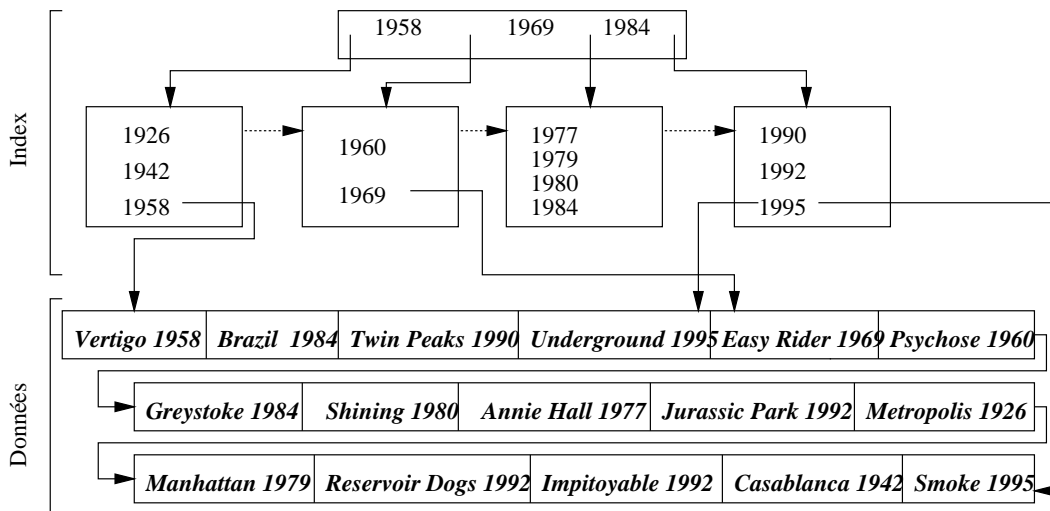 1958 1969 1984
Index
1926
1942
1958
1960
1969
1977
1979
1980
1984
1990
1992
1995
Données
Vertigo 1958 Brazil 1984 Twin Peaks 1990 Underground 1995 Easy Rider 1969 Psychose 1960
Greystoke 1984 Shining 1980 Annie Hall 1977 Jurassic Park 1992 Metropolis 1926
Manhattan 1979 Reservoir Dogs 1992 Impitoyable 1992 Casablanca 1942 Smoke 1995